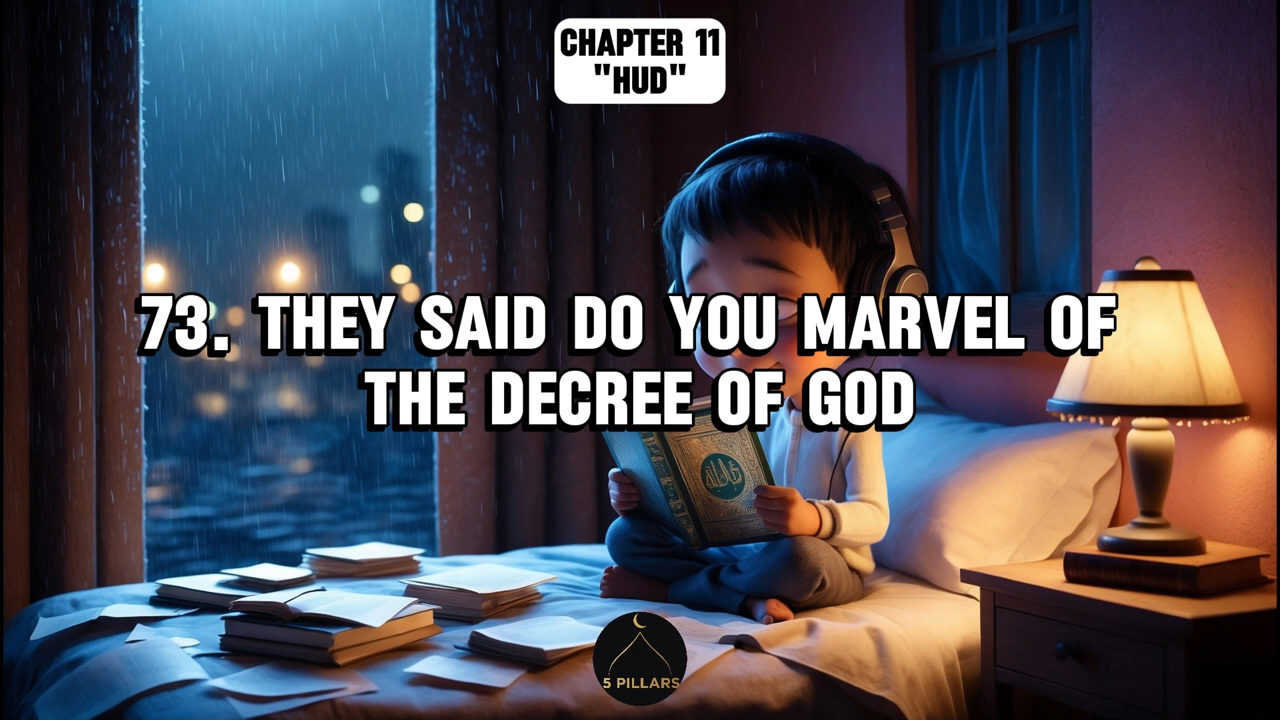 CHAPTER 11
"HUD"
73. THEY SAID DO YOU MARVEL OF
THE DECREE OF GOD
5 PILLARS